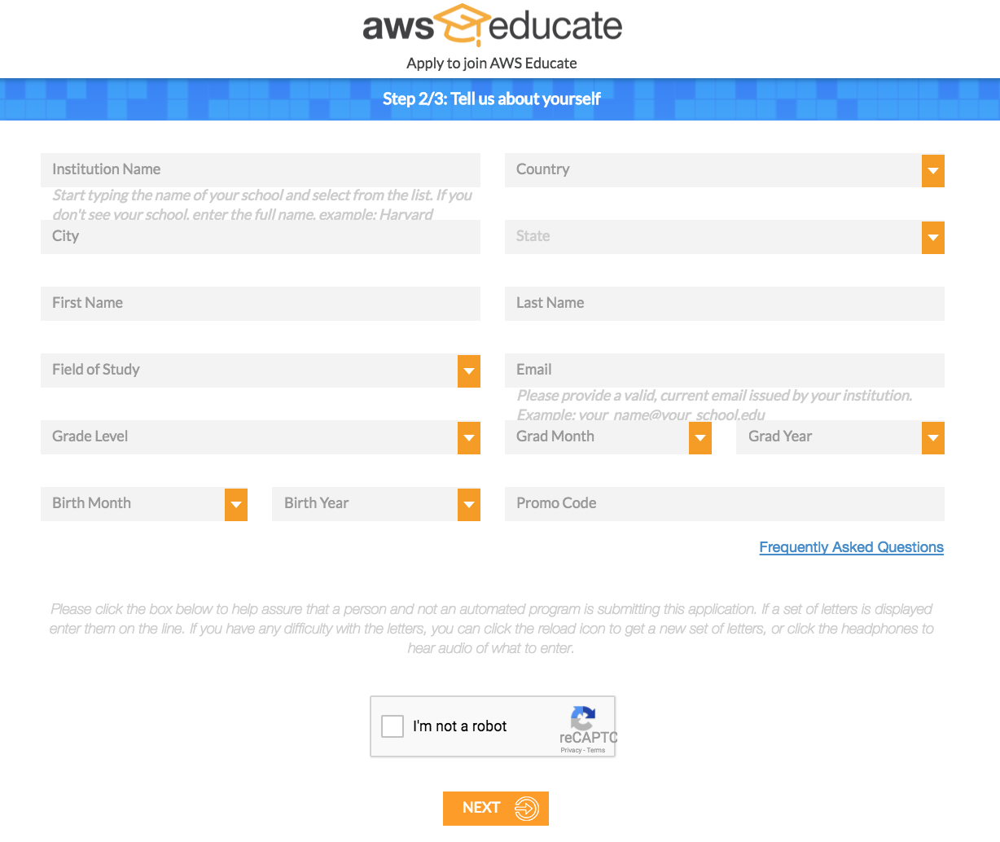 aws educate
Apply to join AWS Educate
Step 2/3: Tell us about yourself
Institution Name
Country
Start typing the name of your school and select from the list. If you
don't see your school, enter the full name, example: Harvard
City
State
First Name
Last Name
Field of Study
Email
Please provide a valid, current email issued by your institution.
Example: your_name@your_school.edu
Grade Level
Grad Month
Grad Year
Birth Month
Birth Year
Promo Code
Frequently Asked Questions
Please click the box below to help assure that a person and not an automated program is submitting this application. If a set of letters is displayed
enter them on the line. If you have any difficulty with the letters, you can click the reload icon to get a new set of letters, or click the headphones to
hear audio of what to enter.
I'm not a robot
reCAPTC
Privacy - Terms
NEXT